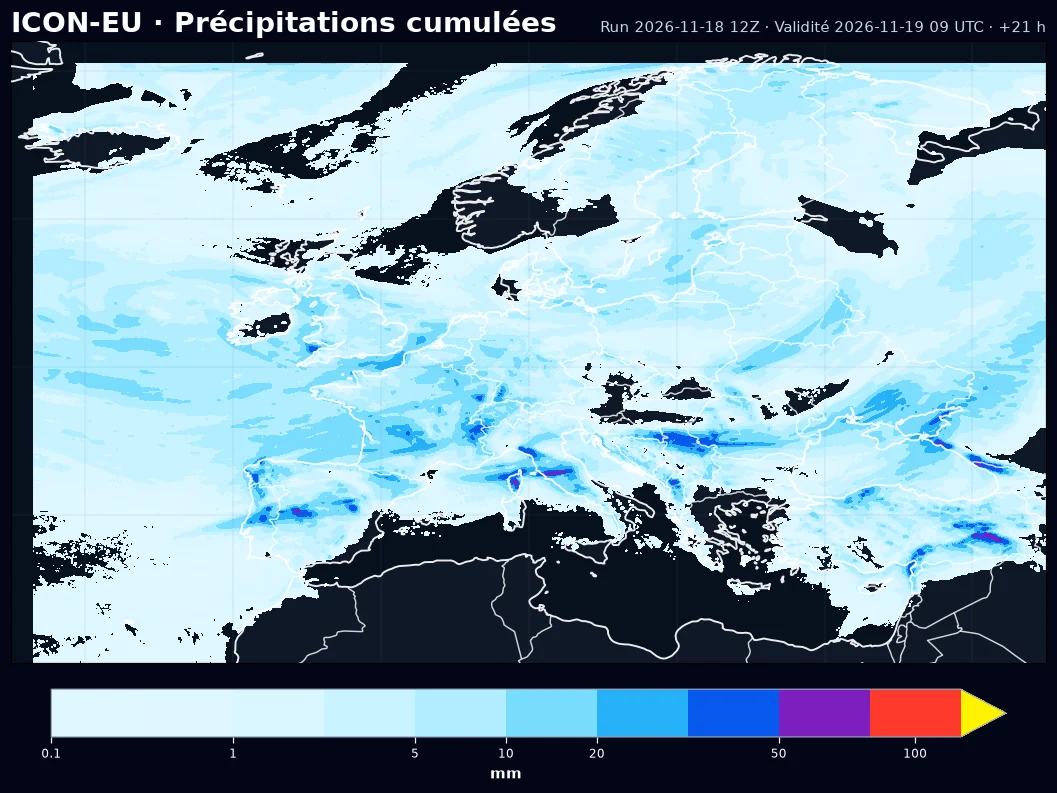 ICON-EU · Précipitations cumulées
Run 2026-11-18 12Z · Validité 2026-11-19 09 UTC · +21 h
0.1 1 5 10 20 50 100
mm